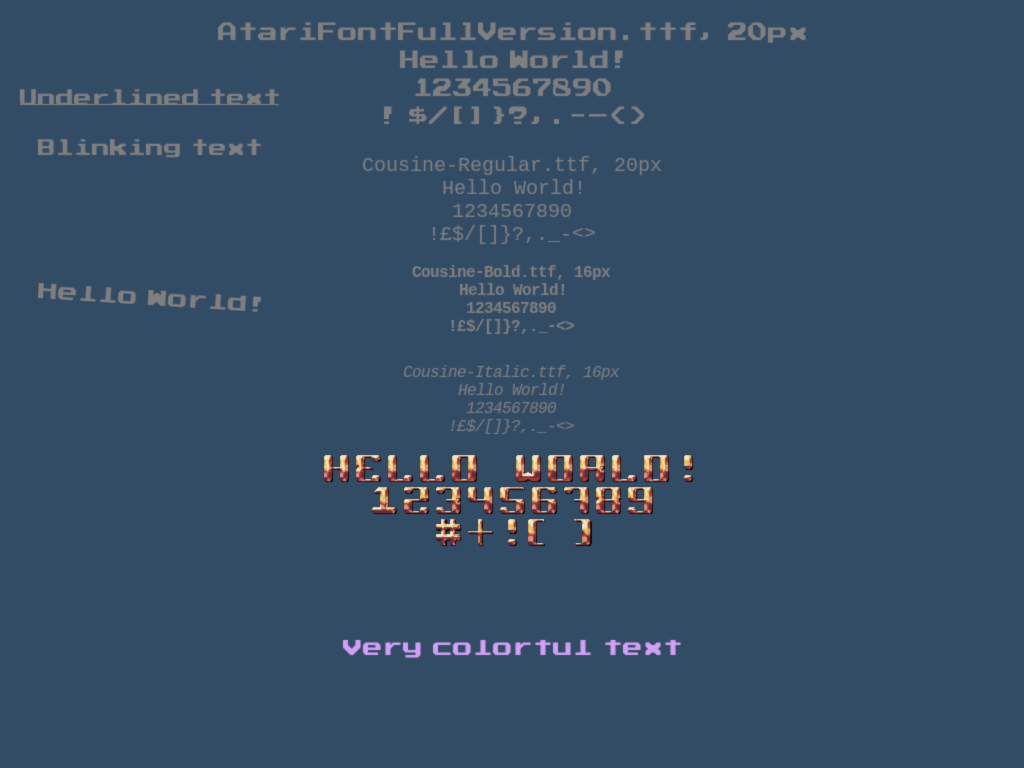 AtariFontFullVersion.ttf, 20px
Hello World!
1234567890
! $/[]}?,.-—<>
Underlined text
Blinking text
Cousine-Regular.ttf, 20px
Hello World!
1234567890
!£$/[]}?,._-<>
Cousine-Bold.ttf, 16px
Hello World!
1234567890
!£$/[]}?,._-<>
Hello World!
Cousine-Italic.ttf, 16px
Hello World!
1234567890
!£$/[]}?,._-<>
HELLO WORLD!
123456789
#+![ ]
Very colorful text